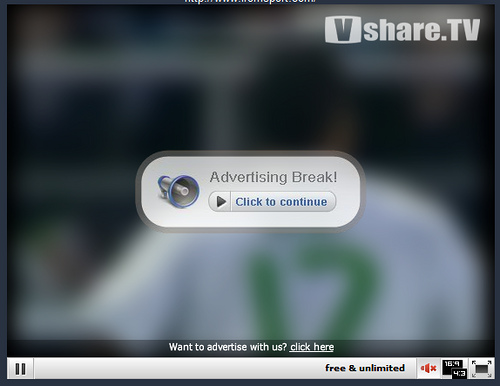 Vshare.TV
Advertising Break!
Click to continue
17
Want to advertise with us? click here
free & unlimited
16:9
4:3